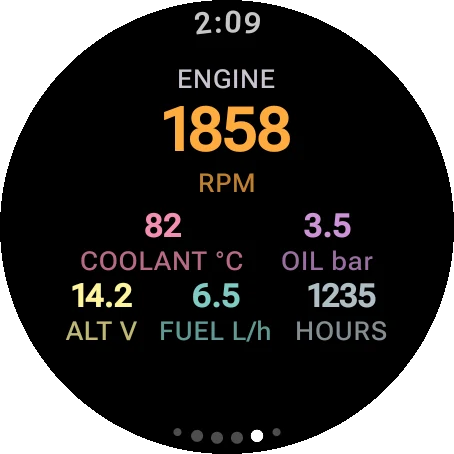 2:09
ENGINE
1858
RPM
82 3.5
COOLANT °C OIL bar
14.2 6.5 1235
ALT V FUEL L/h HOURS